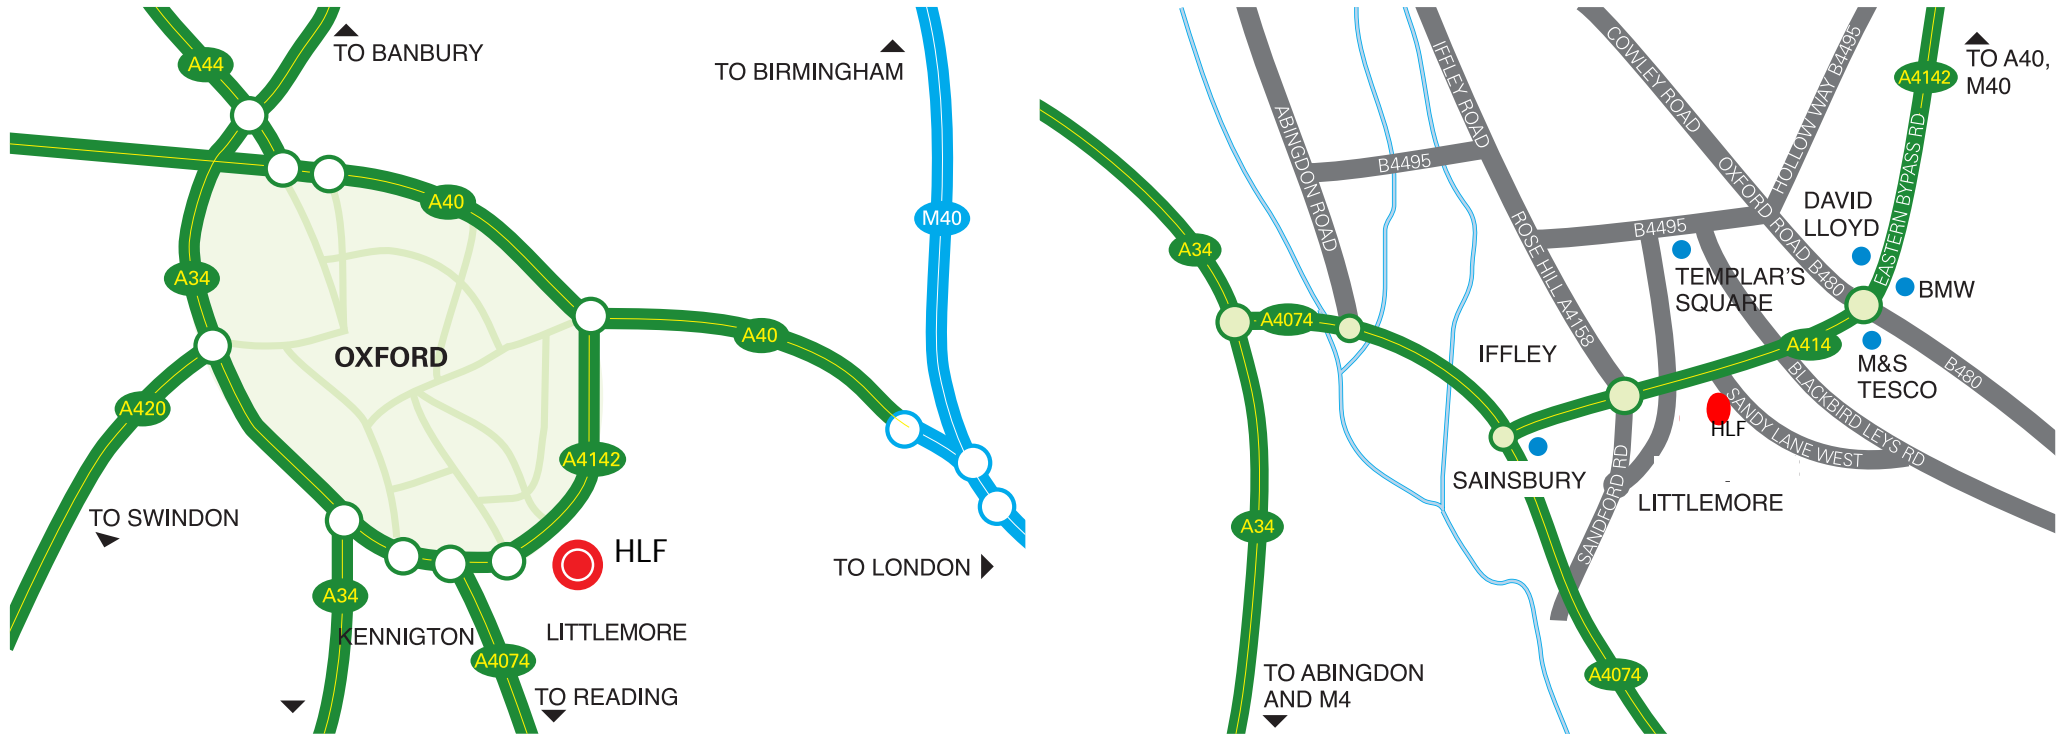 A44
TO BANBURY
TO BIRMINGHAM
A40
M40
A34
OXFORD
A40
A420
A4142
TO SWINDON
HLF
TO LONDON
A34
KENNIGTON
LITTLEMORE
A4074
TO READING
ABINGDON ROAD
IFFLEY ROAD
COWLEY ROAD
HOLLOW WAY B4495
A4142
TO A40,
M40
B4495
OXFORD ROAD B480
EASTERN BYPASS RD
DAVID
LLOYD
A34
ROSE HILL A4158
B4495
TEMPLAR'S
SQUARE
BMW
A4074
IFFLEY
A414
M&S
TESCO
B480
BLACKBIRD LEYS RD
SANDY LANE WEST
HLF
SAINSBURY
SANDFORD RD
LITTLEMORE
A34
TO ABINGDON
AND M4
A4074